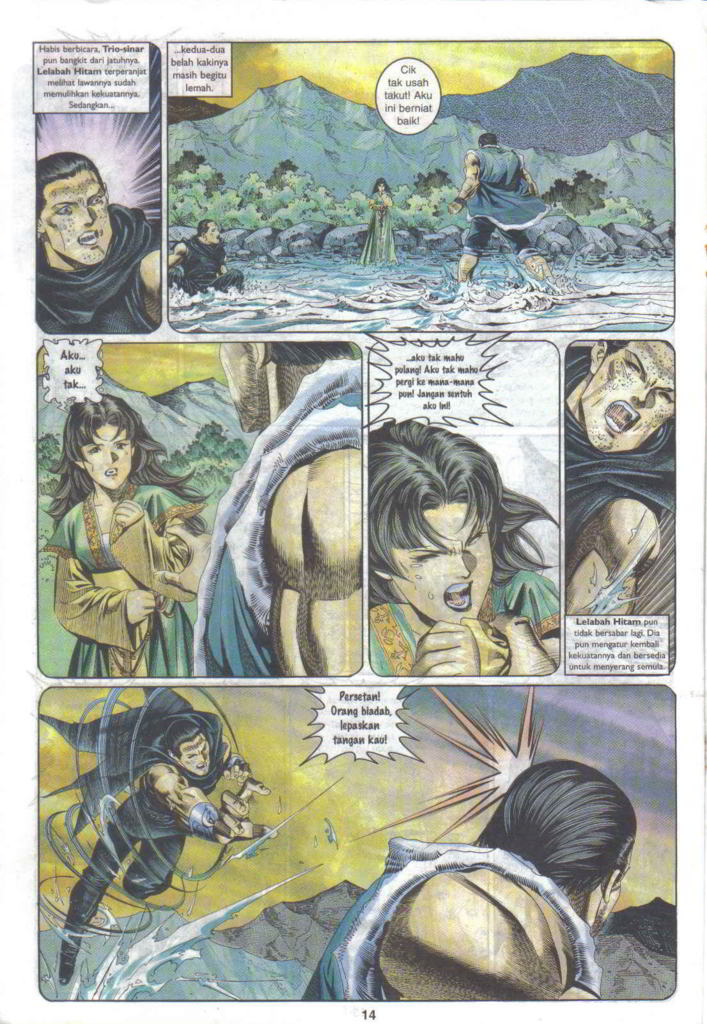 Habis berbicara, Trio-sinar
pun bangkit dari jatuhnya.
Lelabah Hitam terperanjat
melihat lawannya sudah
memulihkan kekuatannya.
Sedangkan...
...kedua-dua
belah kakinya
masih begitu
lemah.
Cik
tak usah
takut! Aku
ini berniat
baik!
Aku...
aku
tak...
...aku tak mahu
pulang! Aku tak mahu
pergi ke mana-mana
pun! Jangan sentuh
aku ini!
Lelabah Hitam pun
tidak bersabar lagi. Dia
pun mengatur kembali
kekuatannya dan bersedia
untuk menyerang semula.
Persetan!
Orang biadab,
lepaskan
tangan kau!
14